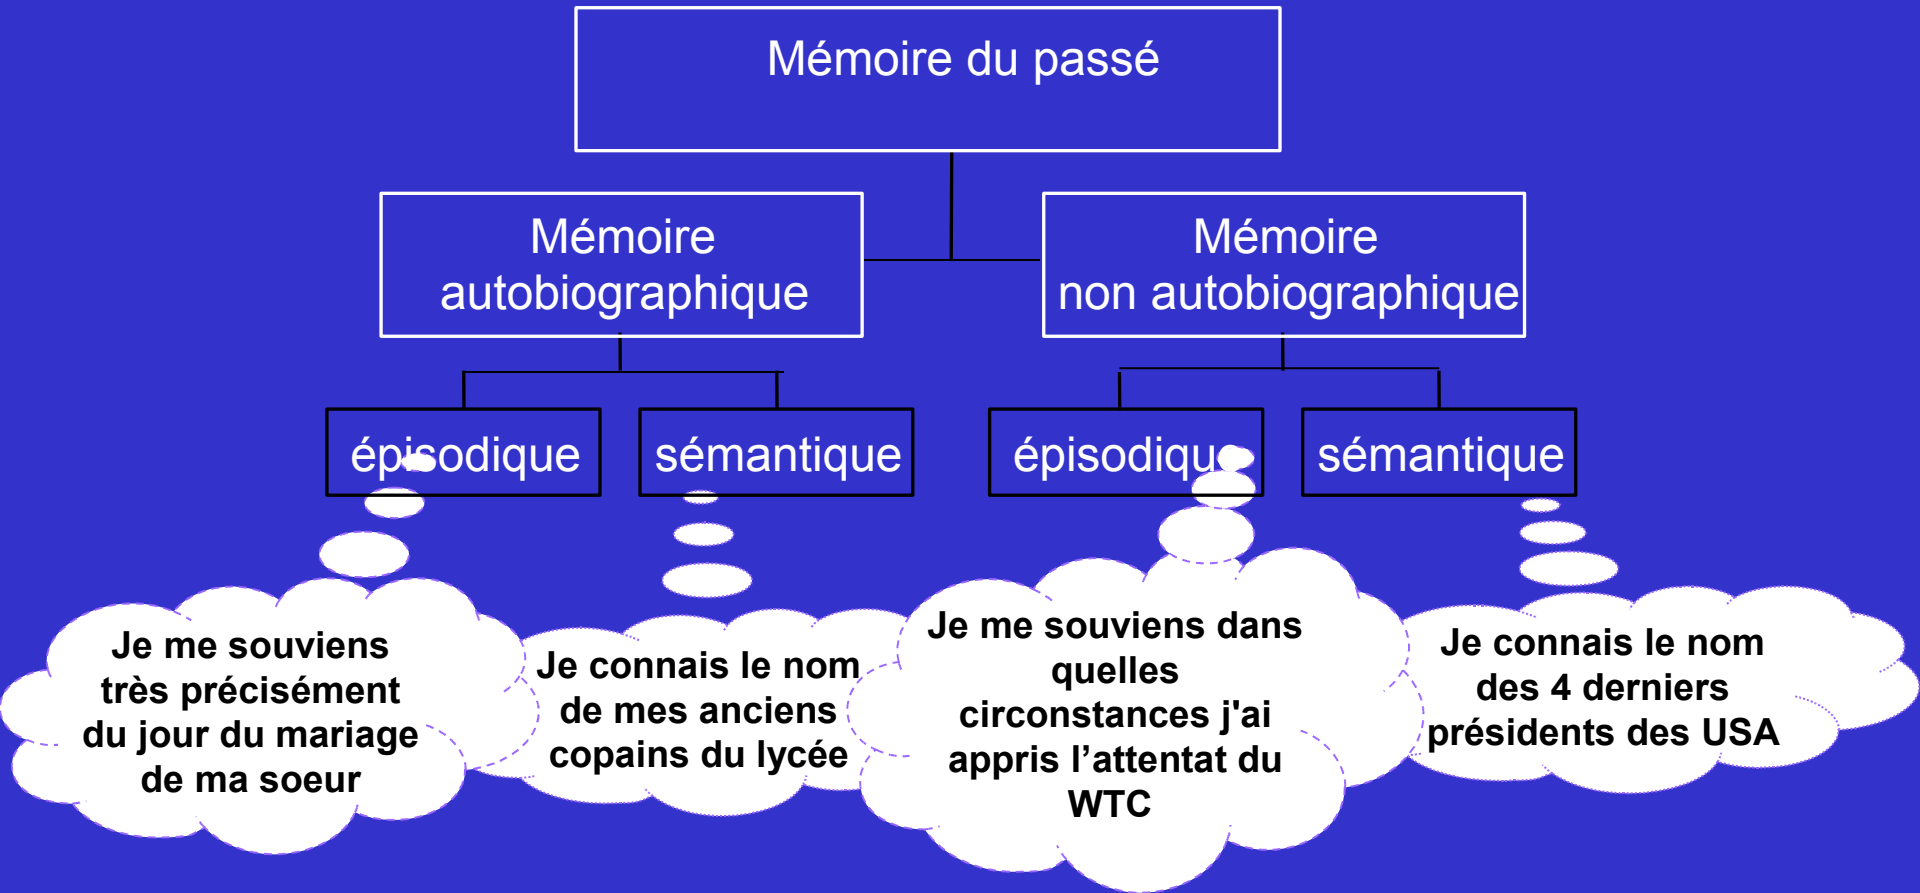 Mémoire du passé
Mémoire
autobiographique
Mémoire
non autobiographique
épisodique
sémantique
épisodique
sémantique
Je me souviens
très précisément
du jour du mariage
de ma soeur
Je connais le nom
de mes anciens
copains du lycée
Je me souviens dans
quelles
circonstances j'ai
appris l’attentat du
WTC
Je connais le nom
des 4 derniers
présidents des USA